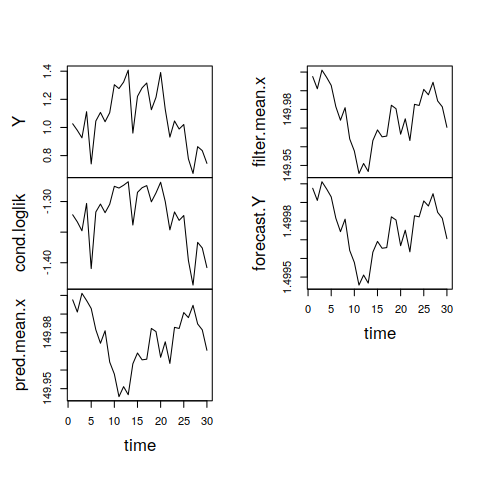 Y
0.8 1.0 1.2 1.4
cond.loglik
-1.40 -1.30
pred.mean.x
149.95 149.98
0 5 10 15 20 25 30
time
filter.mean.x
149.95 149.98
forecast.Y
1.4995 1.4998
0 5 10 15 20 25 30
time